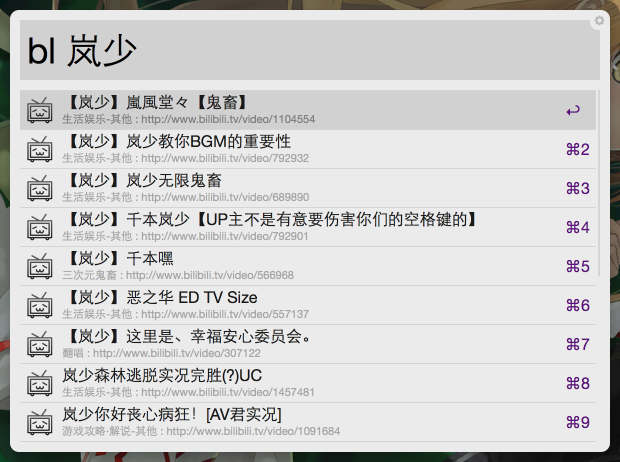 bl 岚少
【岚少】嵐風堂々【鬼畜】
生活娱乐-其他 : http://www.bilibili.tv/video/1104554
↩
【岚少】岚少教你BGM的重要性
生活娱乐-其他 : http://www.bilibili.tv/video/792932
⌘2
【岚少】岚少无限鬼畜
生活娱乐-其他 : http://www.bilibili.tv/video/689890
⌘3
【岚少】千本岚少【UP主不是有意要伤害你们的空格键的】
生活娱乐-其他 : http://www.bilibili.tv/video/792901
⌘4
【岚少】千本嘿
三次元鬼畜 : http://www.bilibili.tv/video/566968
⌘5
【岚少】恶之华 ED TV Size
生活娱乐-其他 : http://www.bilibili.tv/video/557137
⌘6
【岚少】这里是、幸福安心委员会。
翻唱 : http://www.bilibili.tv/video/307122
⌘7
岚少森林逃脱实况完胜(?)UC
生活娱乐-其他 : http://www.bilibili.tv/video/1457481
⌘8
岚少你好丧心病狂！[AV君实况]
游戏攻略·解说-其他 : http://www.bilibili.tv/video/1091684
⌘9